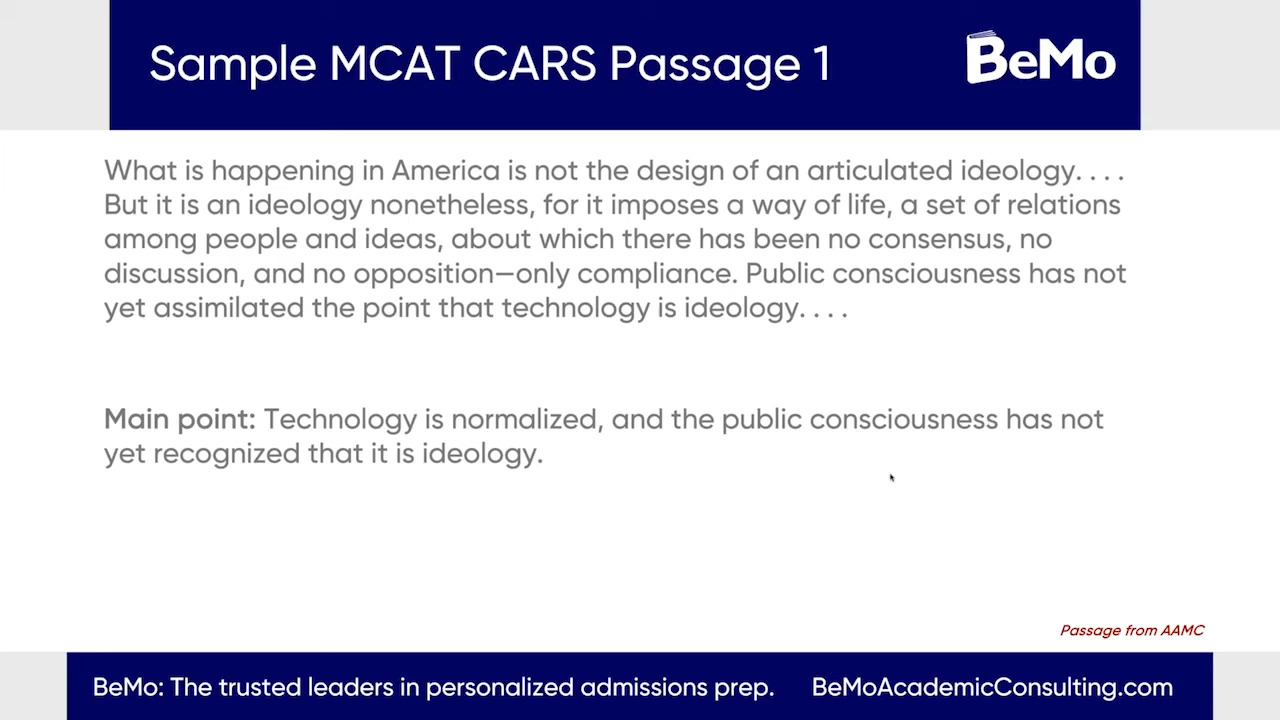 Sample MCAT CARS Passage 1
BeMo
What is happening in America is not the design of an articulated ideology. . . .
But it is an ideology nonetheless, for it imposes a way of life, a set of relations
among people and ideas, about which there has been no consensus, no
discussion, and no opposition—only compliance. Public consciousness has not
yet assimilated the point that technology is ideology. . . .
Main point: Technology is normalized, and the public consciousness has not
yet recognized that it is ideology.
Passage from AAMC
BeMo: The trusted leaders in personalized admissions prep. BeMoAcademicConsulting.com